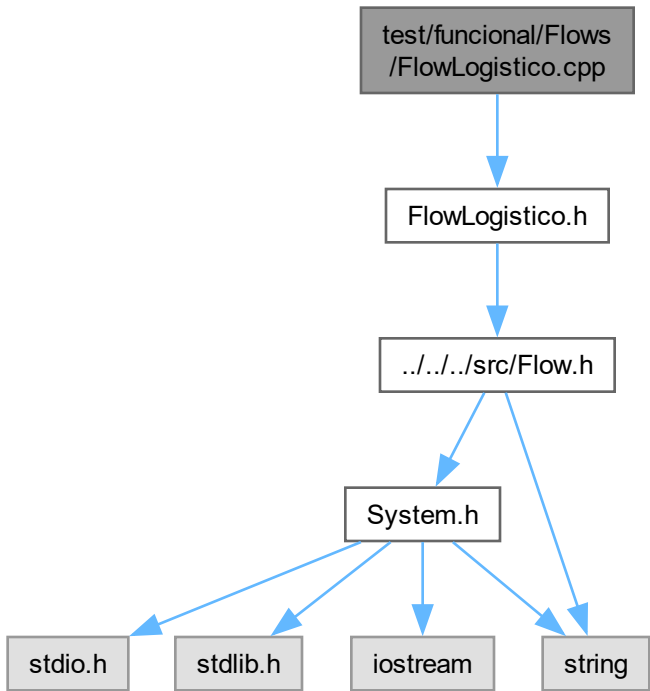 test/funcional/Flows
/FlowLogistico.cpp
FlowLogistico.h
../../../src/Flow.h
System.h
stdio.h
stdlib.h
iostream
string